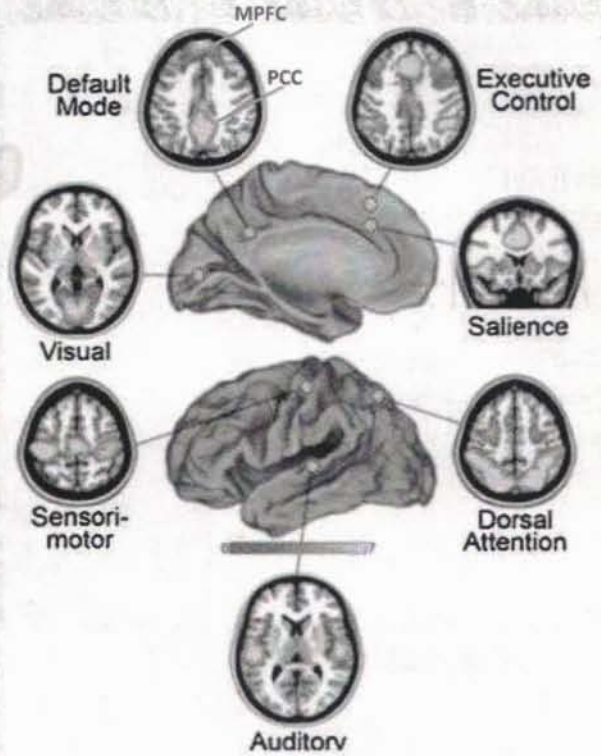 MPFC
Default
Mode
PCC
Executive
Control
Visual
Salience
Sensori-
motor
Dorsal
Attention
Auditory